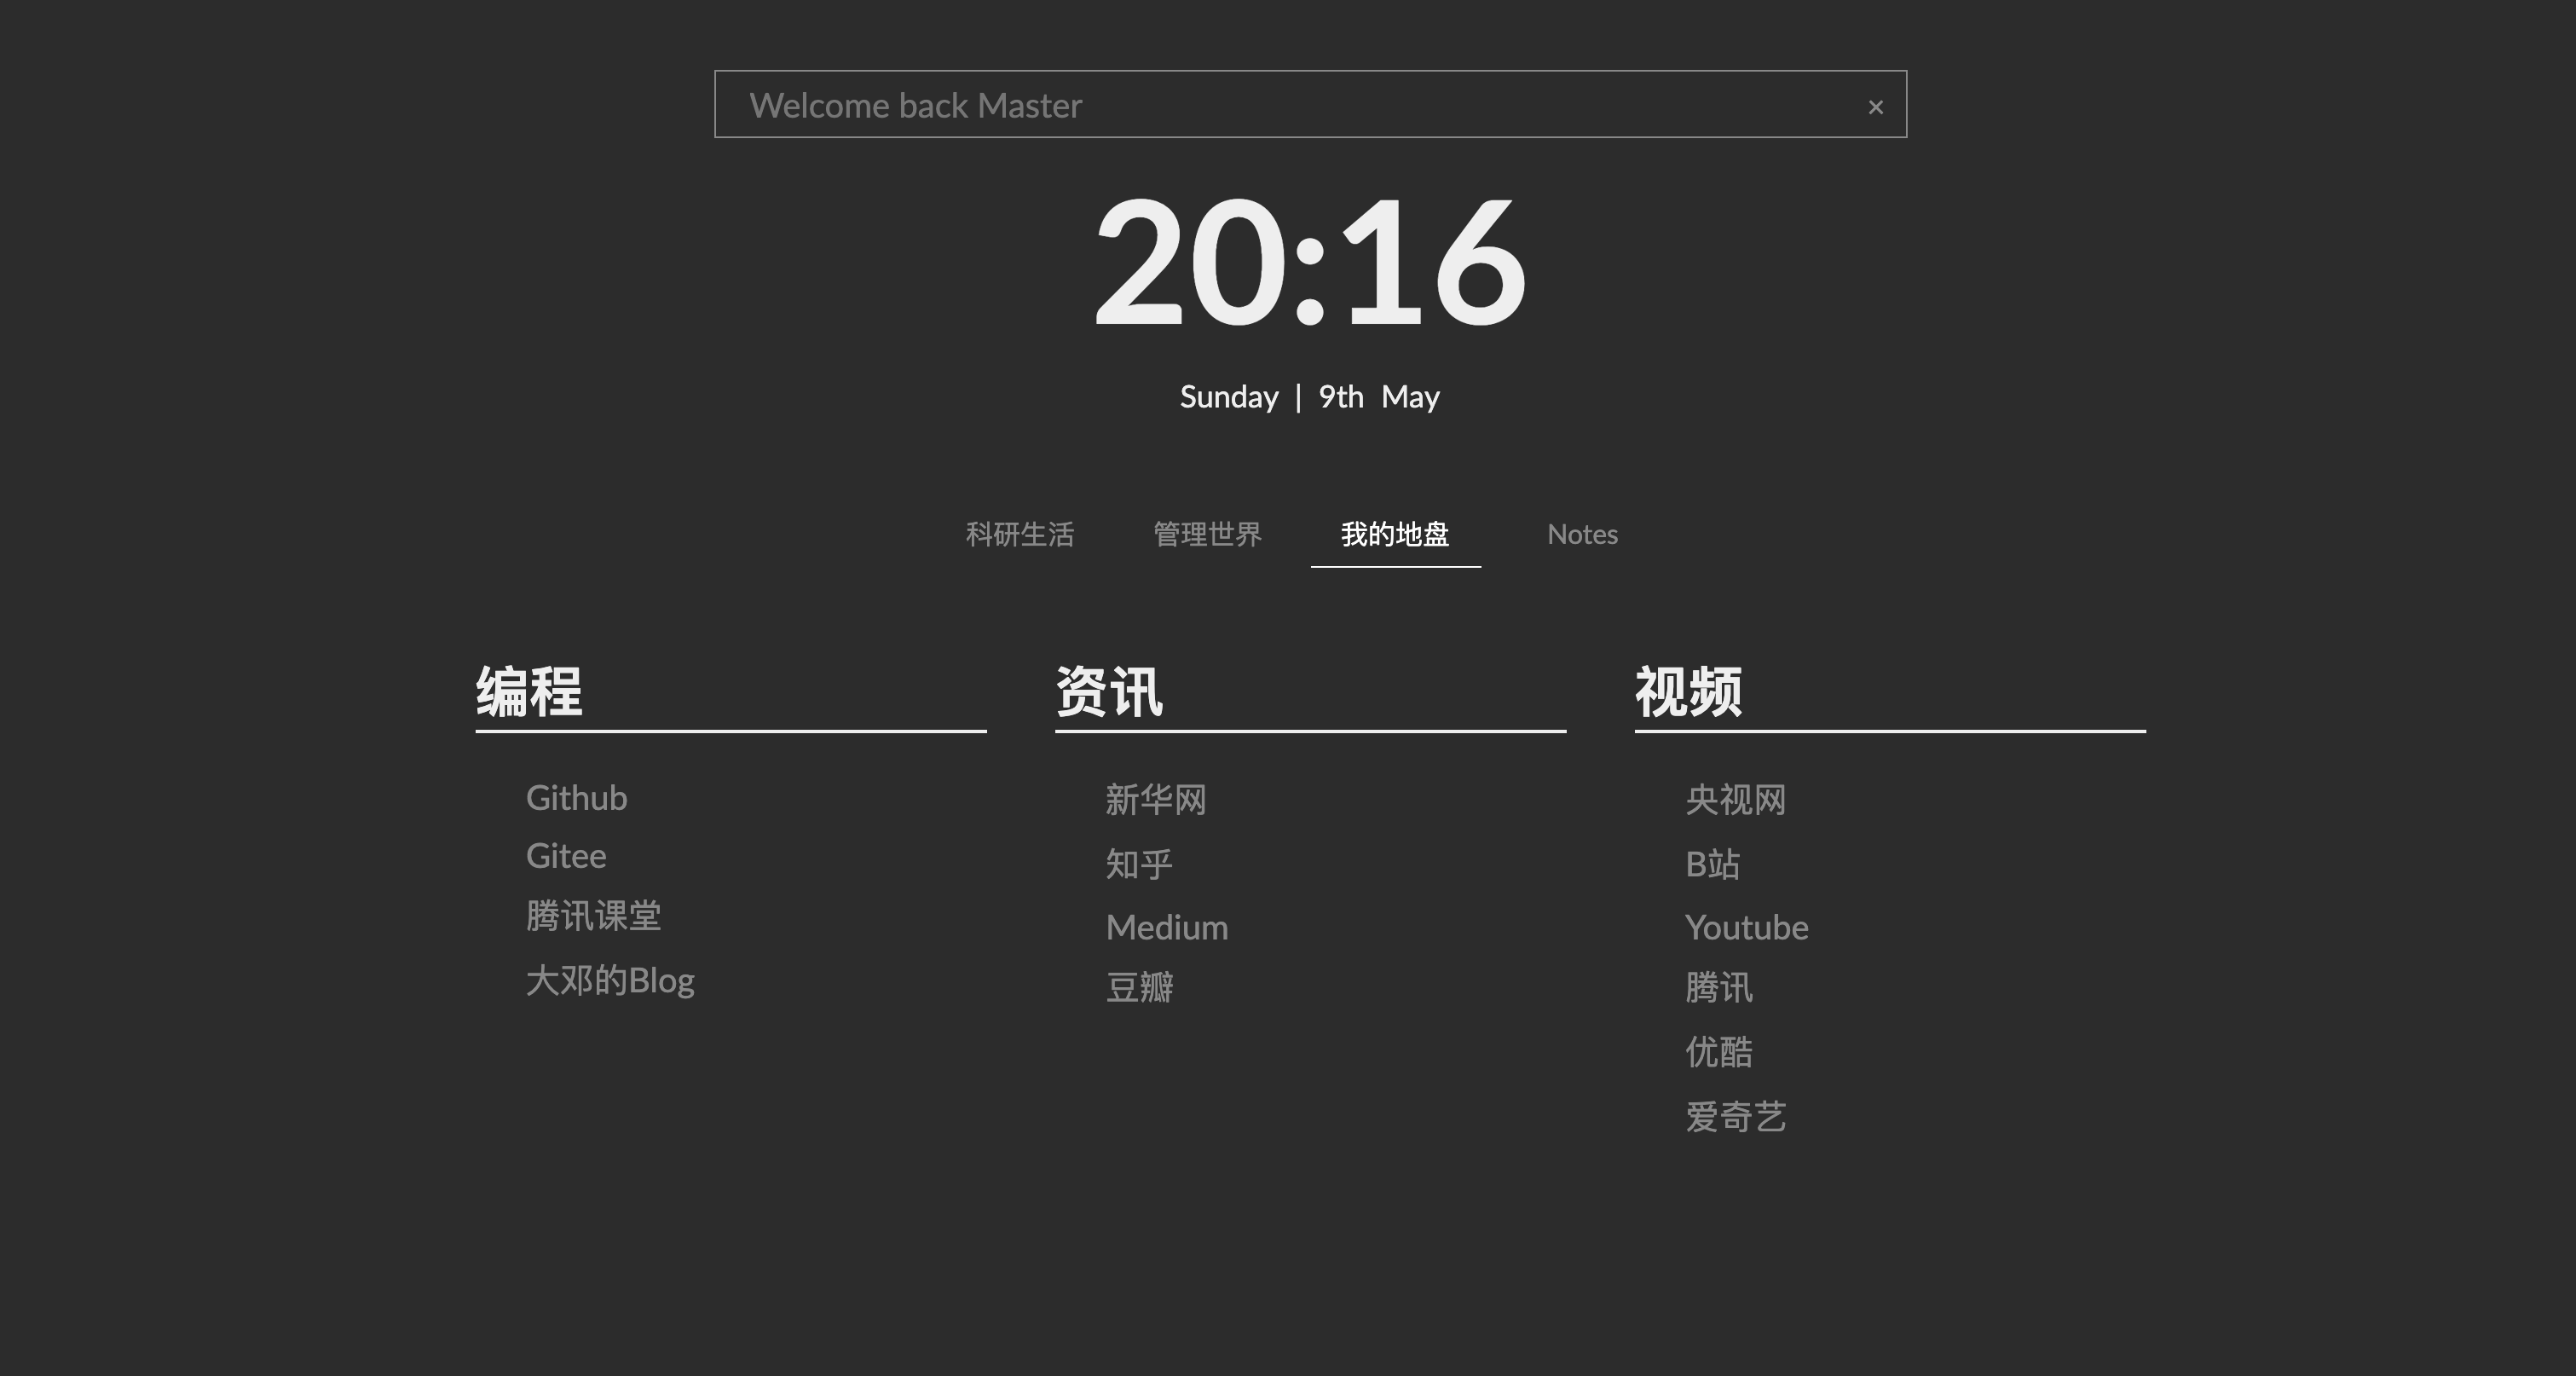 Welcome back Master ×
20:16
Sunday | 9th May
科研生活 管理世界 我的地盘 Notes
编程
Github
Gitee
腾讯课堂
大邓的Blog
资讯
新华网
知乎
Medium
豆瓣
视频
央视网
B站
Youtube
腾讯
优酷
爱奇艺